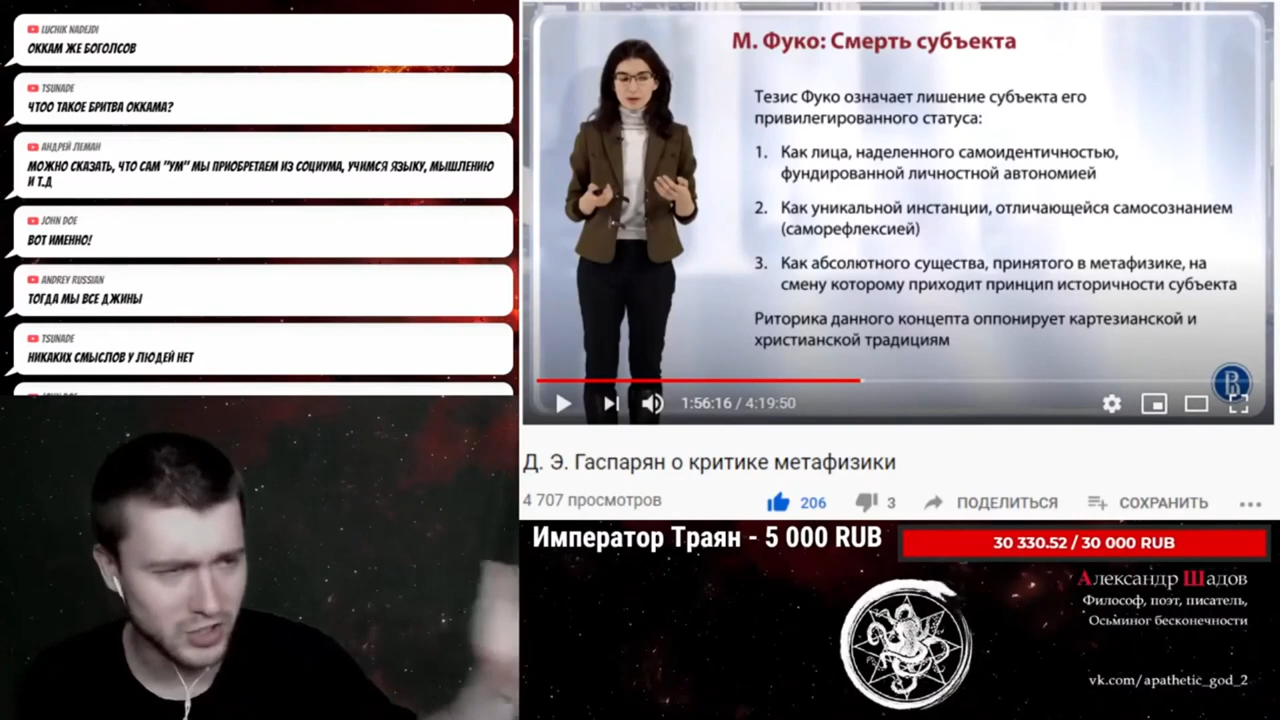 LUCHIK NADEJDI
ОККАМ ЖЕ БОГОЛСОВ
TSUNADE
ЧТОО ТАКОЕ БРИТВА ОККАМА?
АНДРЕЙ ЛЕМАН
МОЖНО СКАЗАТЬ, ЧТО САМ "УМ" МЫ ПРИОБРЕТАЕМ ИЗ СОЦИУМА, УЧИМСЯ ЯЗЫКУ, МЫШЛЕНИЮ
И Т.Д
JOHN DOE
ВОТ ИМЕННО!
ANDREY RUSSIAN
ТОГДА МЫ ВСЕ ДЖИНЫ
TSUNADE
НИКАКИХ СМЫСЛОВ У ЛЮДЕЙ НЕТ
М. Фуко: Смерть субъекта
Тезис Фуко означает лишение субъекта его
привилегированного статуса:
1. Как лица, наделенного самоидентичностью,
фундированной личностной автономией
2. Как уникальной инстанции, отличающейся самосознанием
(саморефлексией)
3. Как абсолютного существа, принятого в метафизике, на
смену которому приходит принцип историчности субъекта
Риторика данного концепта оппонирует картезианской и
христианской традициям
1:56:16 / 4:19:50
Д. Э. Гаспарян о критике метафизики
4 707 просмотров
206
3
ПОДЕЛИТЬСЯ
СОХРАНИТЬ
Император Траян - 5 000 RUB
30 330.52 / 30 000 RUB
Александр Шадов
Философ, поэт, писатель,
Осьминог бесконечности
vk.com/apathetic_god_2